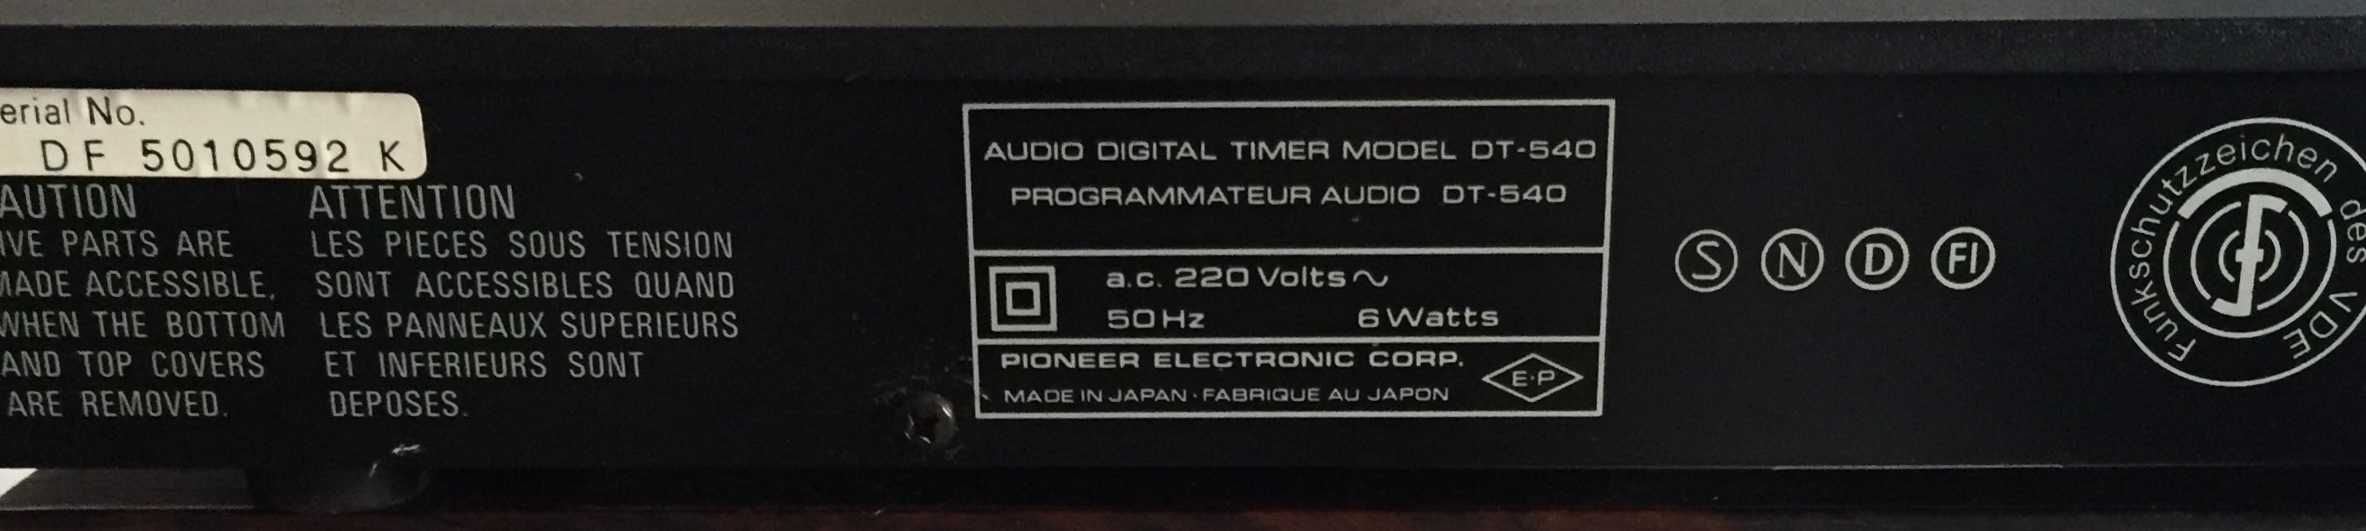 erial No.
DF 5010592 K
AUTION
IVE PARTS ARE
MADE ACCESSIBLE,
WHEN THE BOTTOM
AND TOP COVERS
ARE REMOVED.
ATTENTION
LES PIECES SOUS TENSION
SONT ACCESSIBLES QUAND
LES PANNEAUX SUPERIEURS
ET INFERIEURS SONT
DEPOSES.
AUDIO DIGITAL TIMER MODEL DT-540
PROGRAMMATEUR AUDIO DT-540
a.c. 220 Volts ~
50 Hz 6 Watts
PIONEER ELECTRONIC CORP.
MADE IN JAPAN · FABRIQUE AU JAPON
E·P
S N D FI
Funkschutzzeichen des VDE